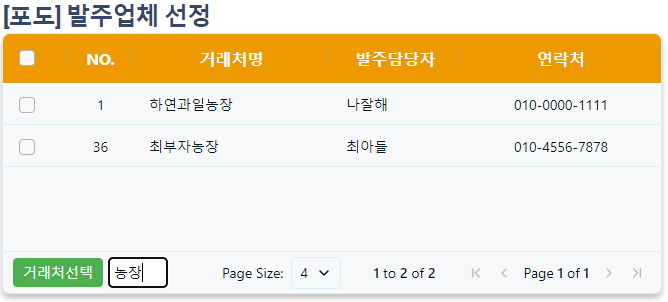 [포도] 발주업체 선정
NO. 거래처명 발주담당자 연락처
1 하연과일농장 나잘해 010-0000-1111
36 최부자농장 최아들 010-4556-7878
거래처선택 농장 Page Size: 4 1 to 2 of 2 Page 1 of 1